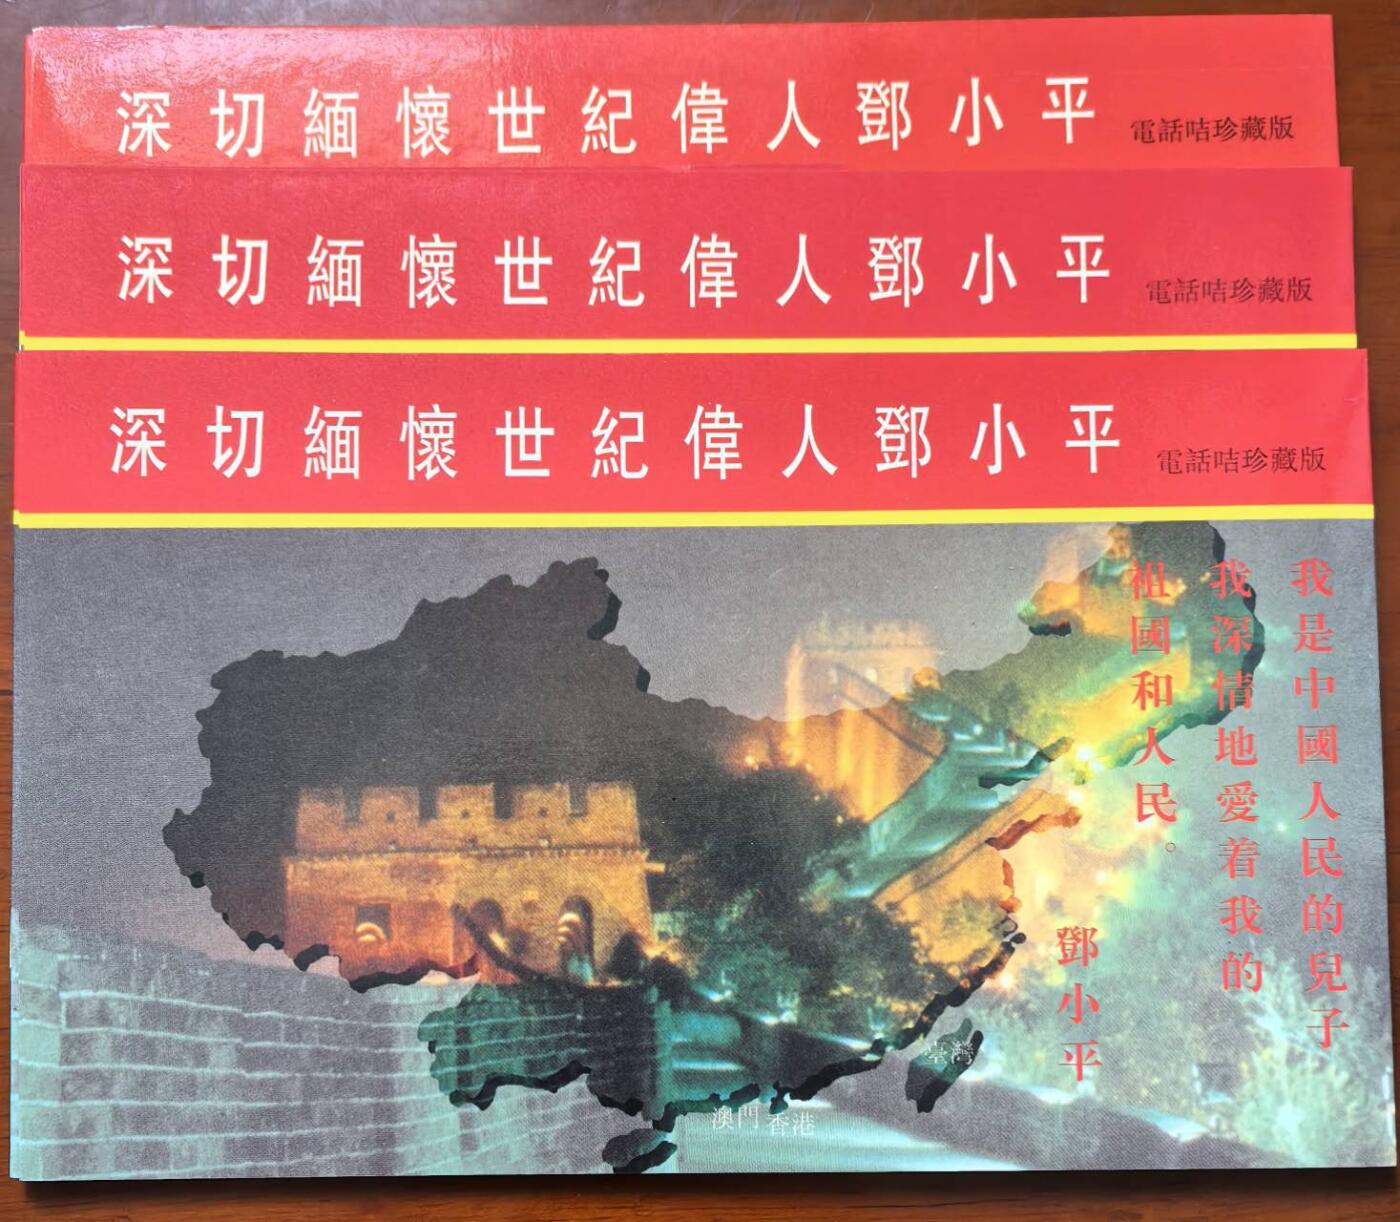 深切緬懷世紀偉人鄧小平
電話咭珍藏版
深切緬懷世紀偉人鄧小平
電話咭珍藏版
深切緬懷世紀偉人鄧小平
電話咭珍藏版
我是中國人民的兒子
我深情地愛着我的
祖國和人民。
鄧小平
臺灣
澳門
香港